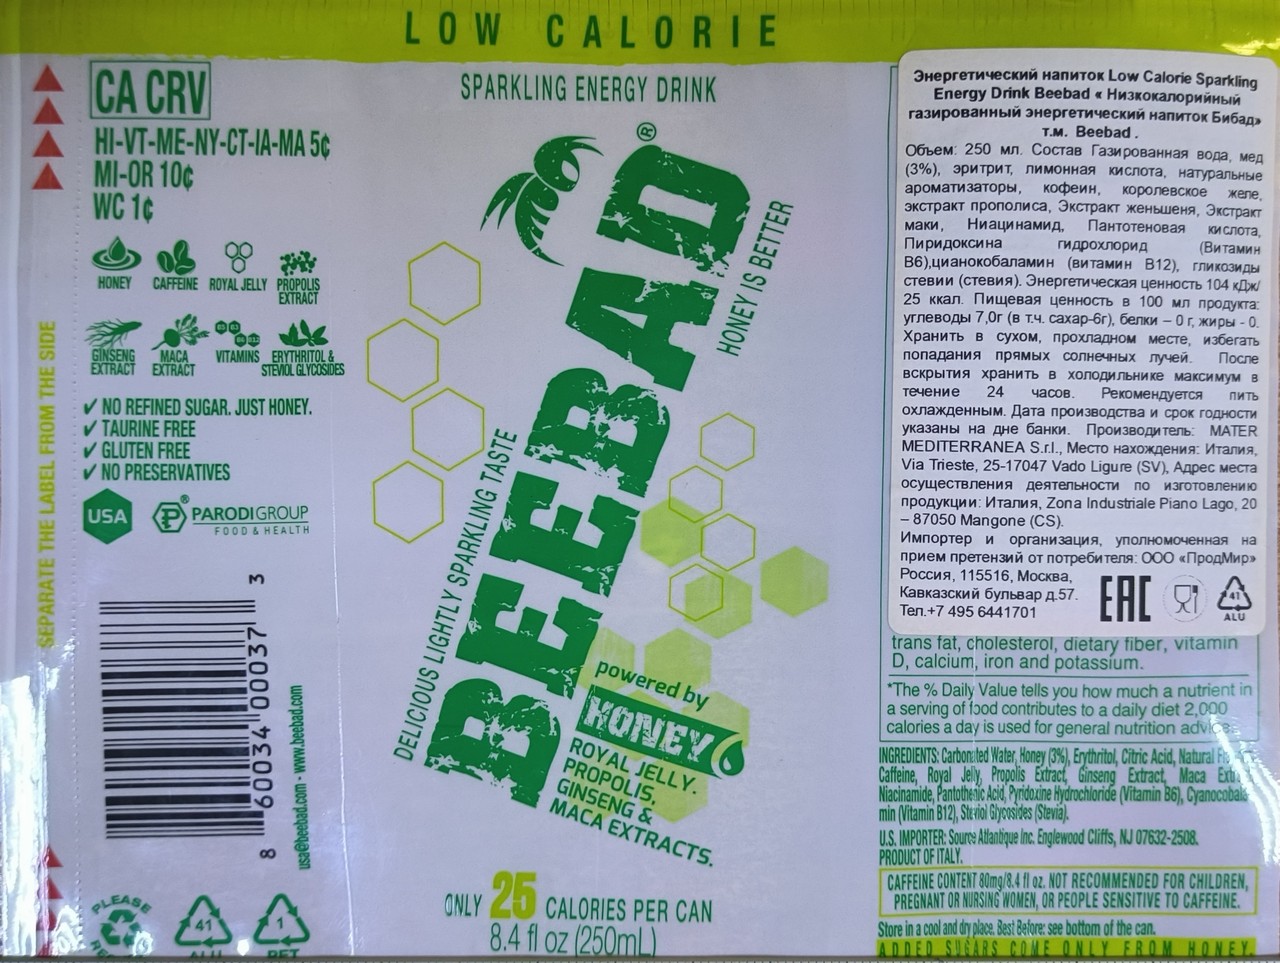 LOW CALORIE
SEPARATE THE LABEL FROM THE SIDE
CA CRV
HI-VT-ME-NY-CT-IA-MA 5¢
MI-OR 10¢
WC 1¢
HONEY
CAFFEINE
ROYAL JELLY
PROPOLIS
EXTRACT
GINSENG
EXTRACT
MACA
EXTRACT
B5 B3
B6 B12
VITAMINS
ERYTHRITOL &
STEVIOL GLYCOSIDES
✓ NO REFINED SUGAR. JUST HONEY.
✓ TAURINE FREE
✓ GLUTEN FREE
✓ NO PRESERVATIVES
USA
PARODIGROUP
FOOD & HEALTH
8 60034 00037 3
usa@beebad.com - www.beebad.com
PLEASE
41
ALU
1
PET
SPARKLING ENERGY DRINK
BEEBAD®
HONEY IS BETTER
DELICIOUS LIGHTLY SPARKLING TASTE
powered by
HONEY
ROYAL JELLY.
PROPOLIS,
GINSENG &
MACA EXTRACTS.
ONLY 25 CALORIES PER CAN
8.4 fl oz (250mL)
Энергетический напиток Low Calorie Sparkling
Energy Drink Beebad « Низкокалорийный
газированный энергетический напиток Бибад»
т.м. Beebad .
Объем: 250 мл. Состав Газированная вода, мед
(3%), эритрит, лимонная кислота, натуральные
ароматизаторы, кофеин, королевское желе,
экстракт прополиса, Экстракт женьшеня, Экстракт
маки, Ниацинамид, Пантотеновая кислота,
Пиридоксина гидрохлорид (Витамин
B6),цианокобаламин (витамин B12), гликозиды
стевии (стевия). Энергетическая ценность 104 кДж/
25 ккал. Пищевая ценность в 100 мл продукта:
углеводы 7,0г (в т.ч. сахар-6г), белки – 0 г, жиры - 0.
Хранить в сухом, прохладном месте, избегать
попадания прямых солнечных лучей. После
вскрытия хранить в холодильнике максимум в
течение 24 часов. Рекомендуется пить
охлажденным. Дата производства и срок годности
указаны на дне банки. Производитель: MATER
MEDITERRANEA S.r.l., Место нахождения: Италия,
Via Trieste, 25-17047 Vado Ligure (SV), Адрес места
осуществления деятельности по изготовлению
продукции: Италия, Zona Industriale Piano Lago, 20
– 87050 Mangone (CS).
Импортер и организация, уполномоченная на
прием претензий от потребителя: ООО «ПродМир»
Россия, 115516, Москва,
Кавказский бульвар д.57.
Тел.+7 495 6441701
EAC
41
ALU
trans fat, cholesterol, dietary fiber, vitamin
D, calcium, iron and potassium.
*The % Daily Value tells you how much a nutrient in
a serving of food contributes to a daily diet 2,000
calories a day is used for general nutrition advice
INGREDIENTS: Carbonated Water, Honey (3%), Erythritol, Citric Acid, Natural
Caffeine, Royal Jelly, Propolis Extract, Ginseng Extract, Maca
Niacinamide, Pantothenic Acid, Pyridoxine Hydrochloride (Vitamin B6), Cyanocobala
min (Vitamin B12), Steviol Glycosides (Stevia).
U.S. IMPORTER: Source Atlantique Inc. Englewood Cliffs, NJ 07632-2508.
PRODUCT OF ITALY.
CAFFEINE CONTENT 80mg/8.4 fl oz. NOT RECOMMENDED FOR CHILDREN,
PREGNANT OR NURSING WOMEN, OR PEOPLE SENSITIVE TO CAFFEINE.
Store in a cool and dry place. Best Before: see bottom of the can.
ADDED SUGARS COME ONLY FROM HONEY